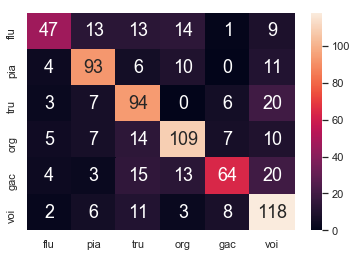 flu 47 13 13 14 1 9
pia 4 93 6 10 0 11
tru 3 7 94 0 6 20
org 5 7 14 109 7 10
gac 4 3 15 13 64 20
voi 2 6 11 3 8 118
flu pia tru org gac voi
100
80
60
40
20
0